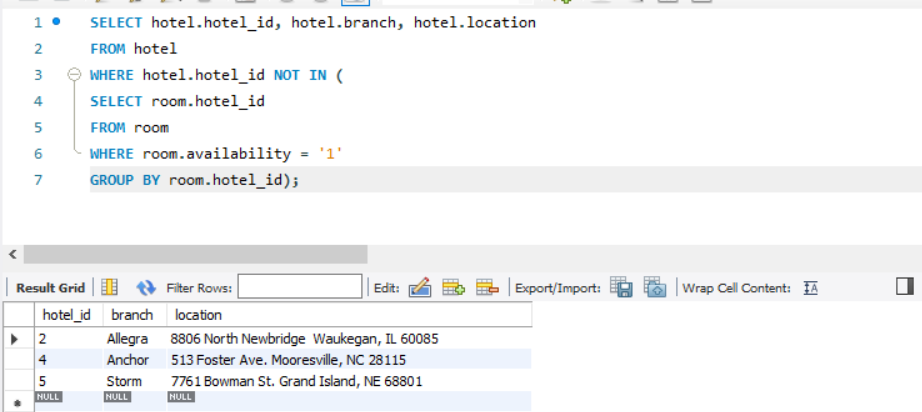 1 SELECT hotel.hotel_id, hotel.branch, hotel.location
2 FROM hotel
3 WHERE hotel.hotel_id NOT IN (
4 SELECT room.hotel_id
5 FROM room
6 WHERE room.availability = '1'
7 GROUP BY room.hotel_id);
Result Grid Filter Rows: Edit: Export/Import: Wrap Cell Content: IA
hotel_id branch location
2 Allegra 8806 North Newbridge  Waukegan, IL 60085
4 Anchor 513 Foster Ave. Mooresville, NC 28115
5 Storm 7761 Bowman St. Grand Island, NE 68801
NULL NULL NULL